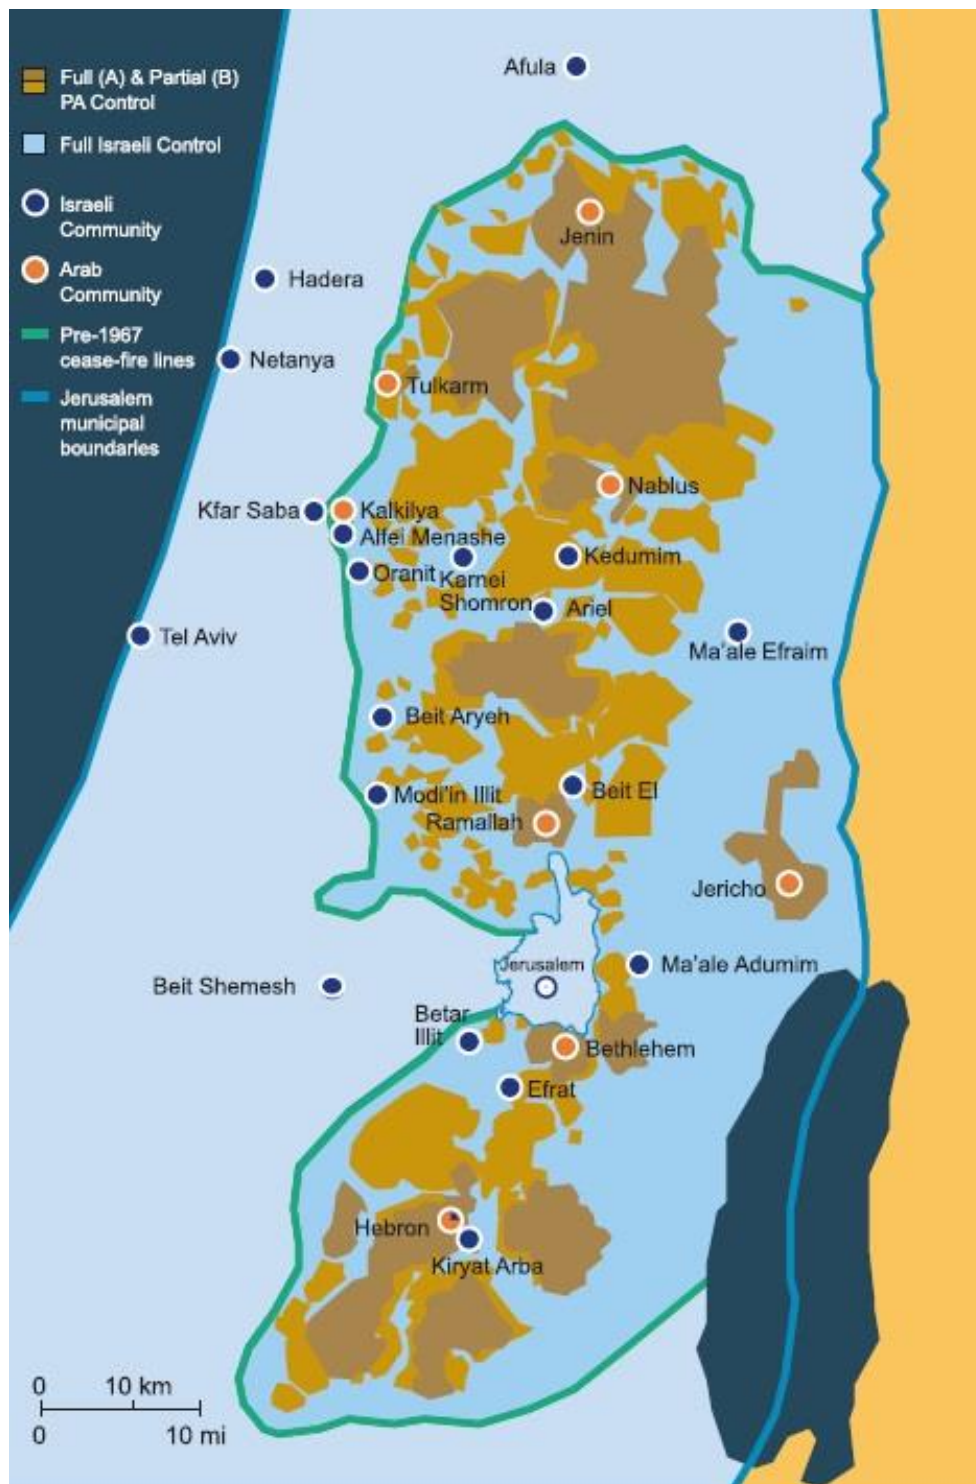 Full (A) & Partial (B)
PA Control
Full Israeli Control
Israeli
Community
Arab
Community
Pre-1967
cease-fire lines
Jerusalem
municipal
boundaries
Afula
Jenin
Hadera
Netanya
Tulkarm
Nablus
Kfar Saba
Kalkilya
Alfei Menashe
Oranit
Karnei
Shomron
Kedumim
Ariel
Tel Aviv
Ma'ale Efraim
Beit Aryeh
Modi'in Illit
Beit El
Ramallah
Jericho
Jerusalem
Ma'ale Adumim
Beit Shemesh
Betar
Illit
Bethlehem
Efrat
Hebron
Kiryat Arba
0 10 km
0 10 mi